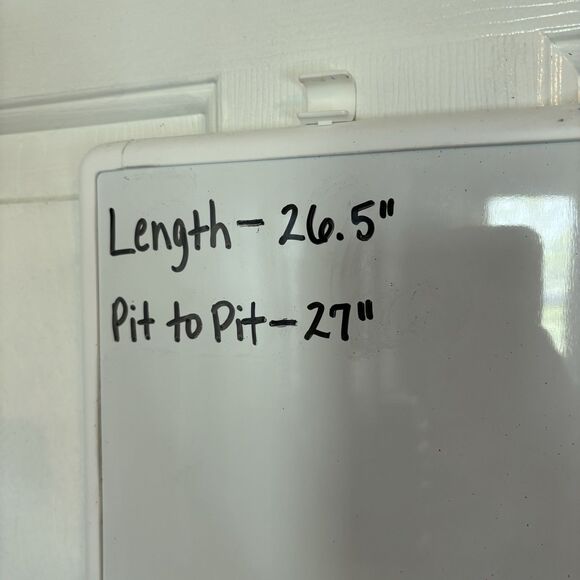 Length - 26.5"
Pit to Pit - 27"